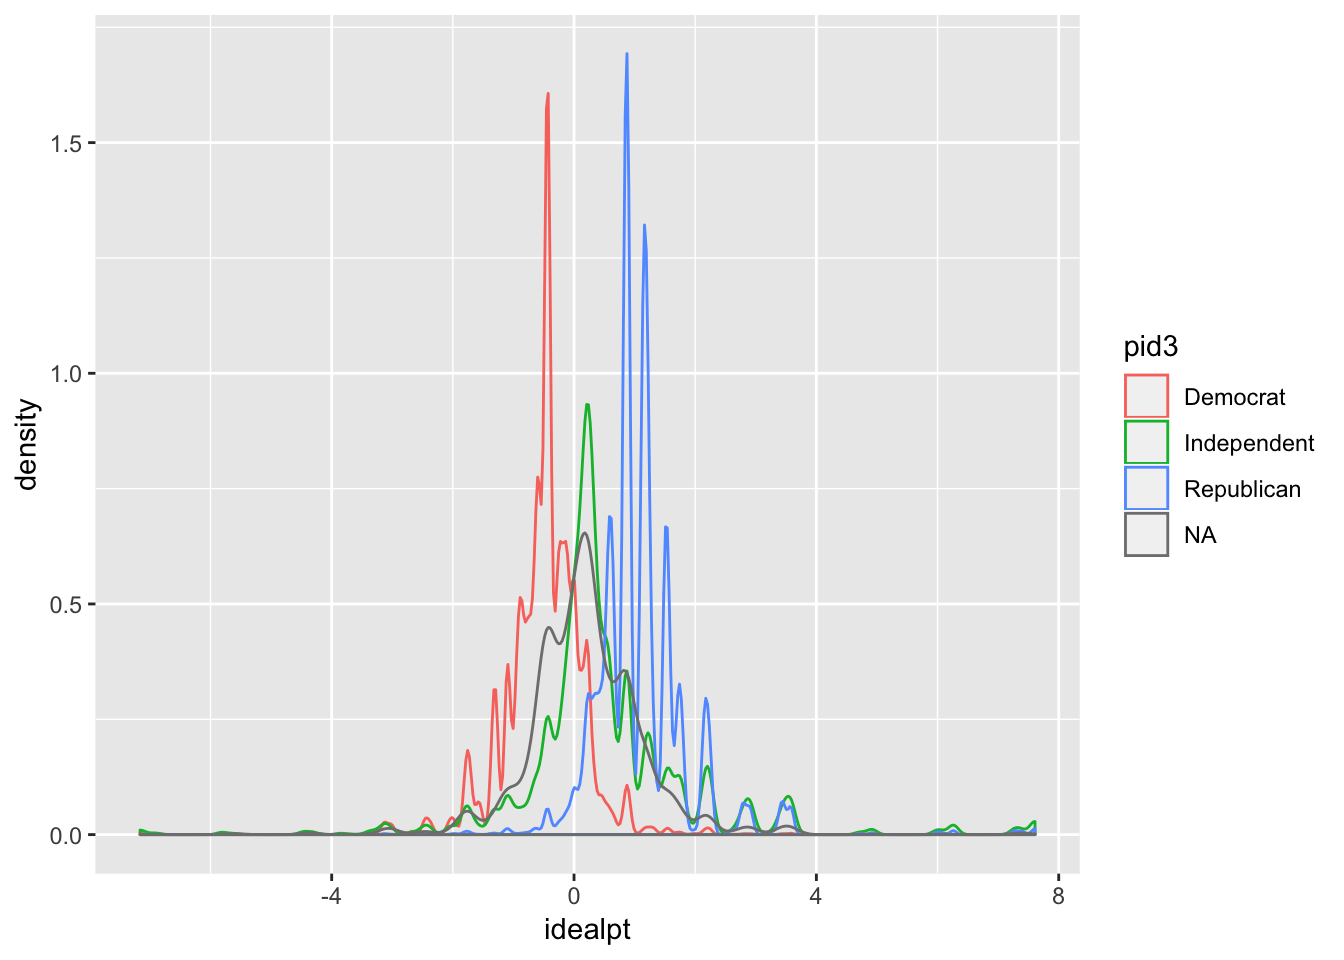 1.5
1.0
0.5
0.0
density
-4
0
4
8
idealpt
pid3
Democrat
Independent
Republican
NA